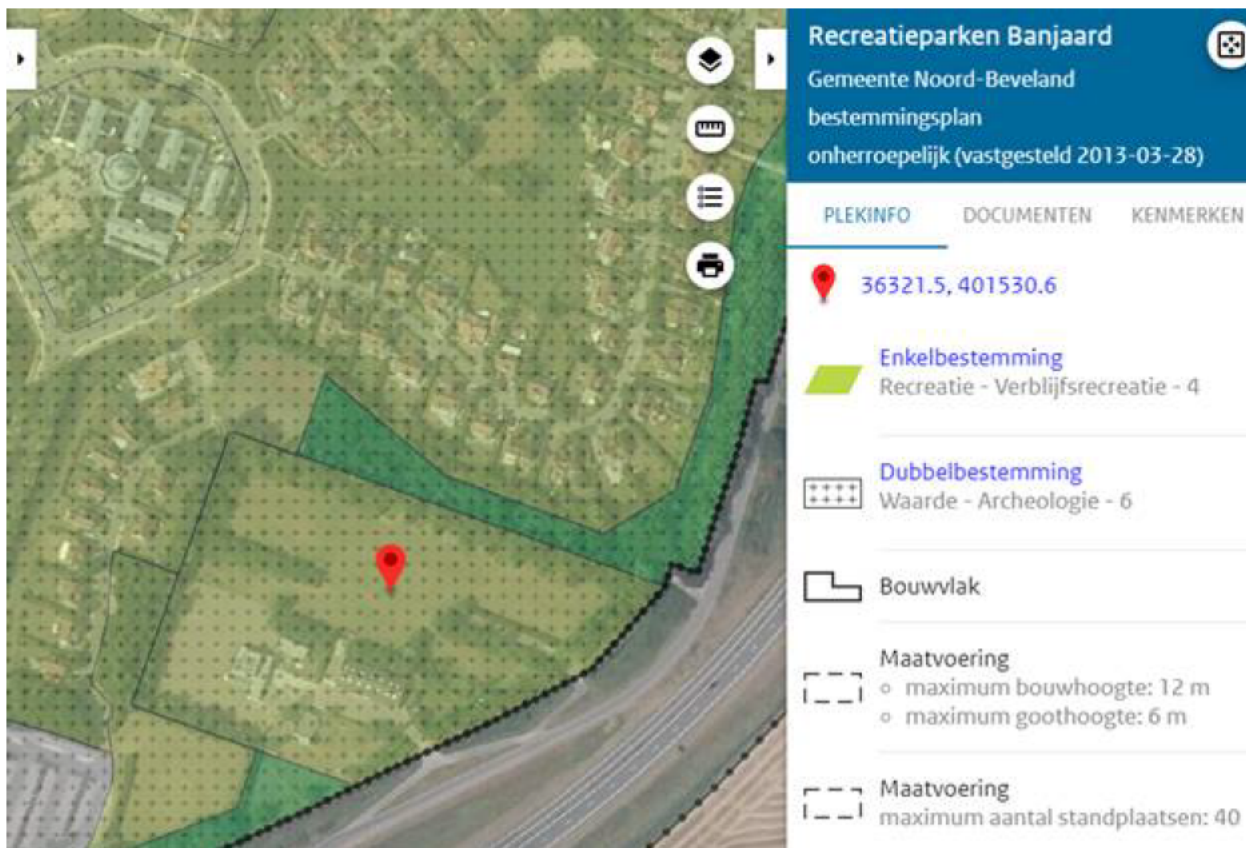 Recreatieparken Banjaard
Gemeente Noord-Beveland
bestemmingsplan
onherroepelijk (vastgesteld 2013-03-28)
PLEKINFO DOCUMENTEN KENMERKEN
36321.5, 401530.6
Enkelbestemming
Recreatie - Verblijfsrecreatie - 4
Dubbelbestemming
Waarde - Archeologie - 6
Bouwvlak
Maatvoering
○ maximum bouwhoogte: 12 m
○ maximum goothoogte: 6 m
Maatvoering
maximum aantal standplaatsen: 40